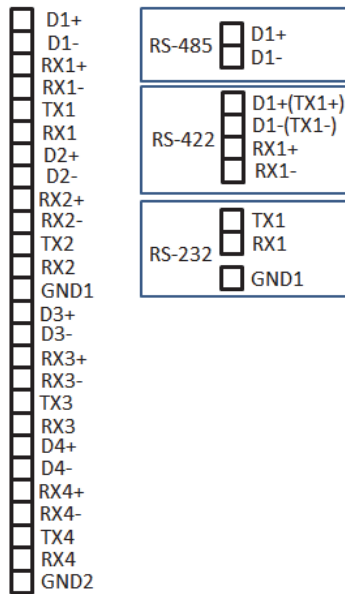 D1+
D1-
RX1+
RX1-
TX1
RX1
D2+
D2-
RX2+
RX2-
TX2
RX2
GND1
D3+
D3-
RX3+
RX3-
TX3
RX3
D4+
D4-
RX4+
RX4-
TX4
RX4
GND2
RS-485
D1+
D1-
RS-422
D1+(TX1+)
D1-(TX1-)
RX1+
RX1-
RS-232
TX1
RX1
GND1